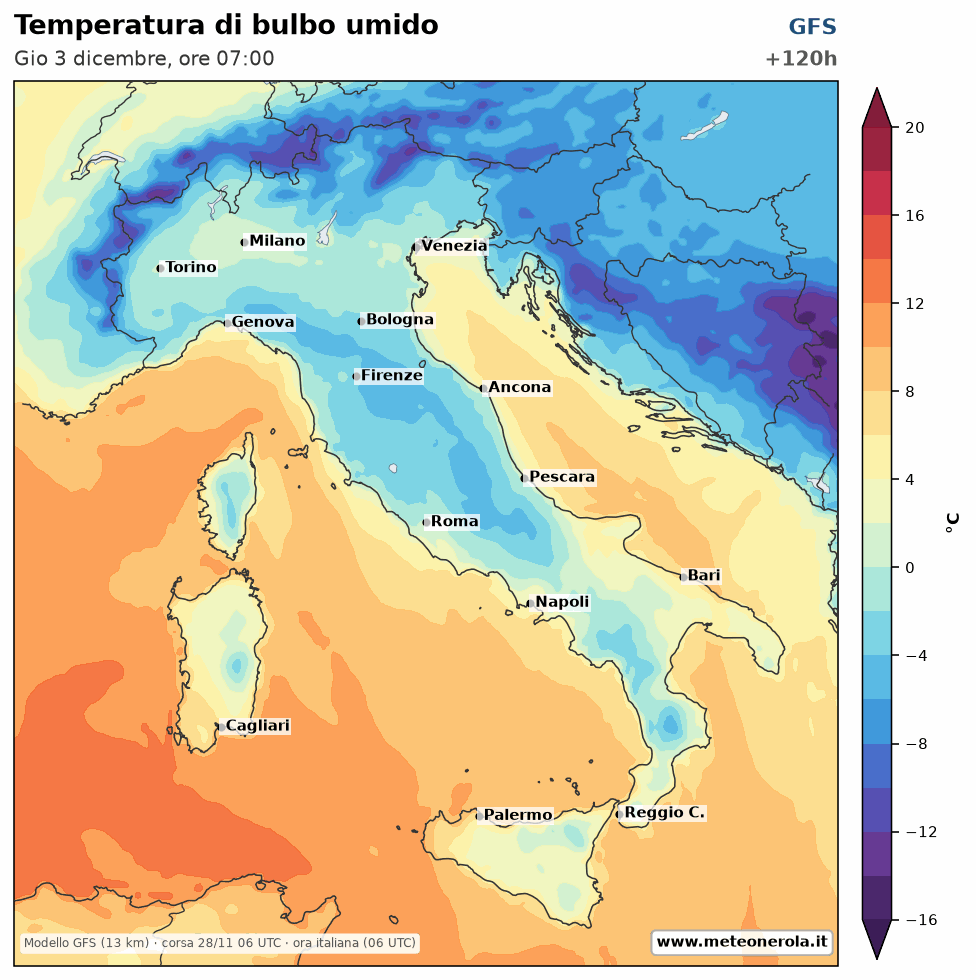 Temperatura di bulbo umido
GFS
Gio 3 dicembre, ore 07:00
+120h
Milano
Venezia
Torino
Genova
Bologna
Firenze
Ancona
Pescara
Roma
Bari
Napoli
Cagliari
Palermo
Reggio C.
20
16
12
8
4
0
−4
−8
−12
−16
°C
Modello GFS (13 km) · corsa 28/11 06 UTC · ora italiana (06 UTC)
www.meteonerola.it